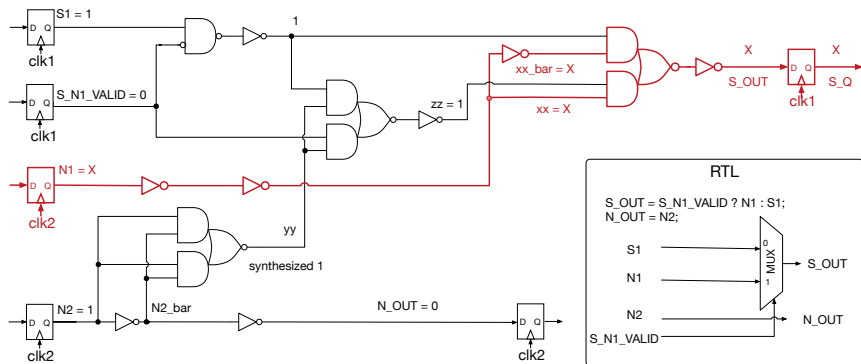 S1 = 1
1
D Q
clk1
X
X
D Q
S_OUT
S_Q
clk1
xx_bar = X
zz = 1
xx = X
D Q
S_N1_VALID = 0
clk1
D Q
N1 = X
clk2
yy
synthesized 1
D Q
N2 = 1
N2_bar
N_OUT = 0
D Q
clk2
clk2
RTL
S_OUT = S_N1_VALID ? N1 : S1;
N_OUT = N2;
S1
0
MUX
S_OUT
N1
1
N2
N_OUT
S_N1_VALID